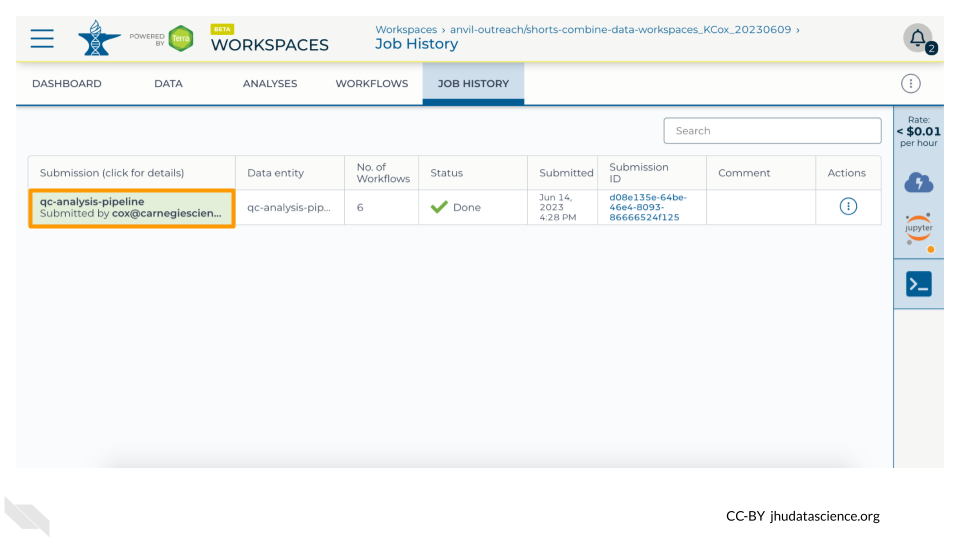 POWERED
BY
Terra
BETA
WORKSPACES
Workspaces › anvil-outreach/shorts-combine-data-workspaces_KCox_20230609 ›
Job History
2
DASHBOARD
DATA
ANALYSES
WORKFLOWS
JOB HISTORY
Search
Rate:
< $0.01
per hour
Submission (click for details)
Data entity
No. of
Workflows
Status
Submitted
Submission
ID
Comment
Actions
qc-analysis-pipeline
Submitted by cox@carnegiescien...
qc-analysis-pip...
6
Done
Jun 14,
2023
4:28 PM
d08e135e-64be-
46e4-8093-
86666524f125
jupyter
CC-BY jhudatascience.org